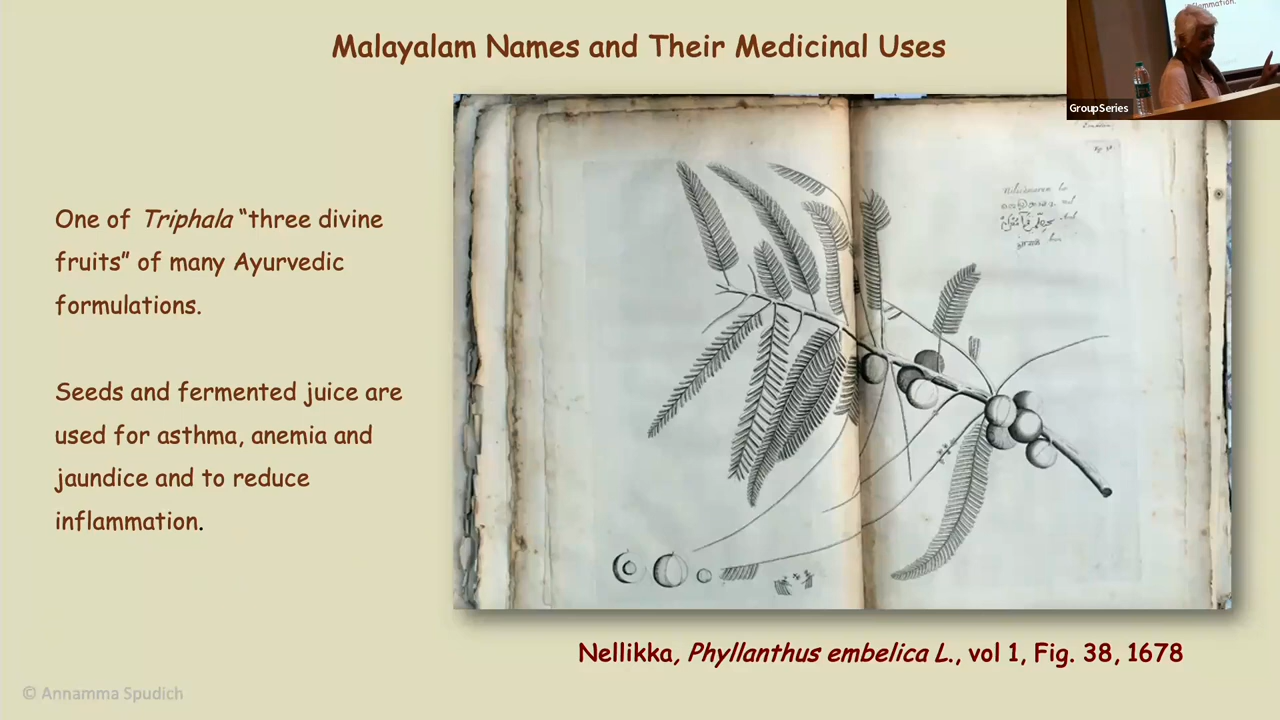 Malayalam Names and Their Medicinal Uses
flammation.
GroupSeries
One of Triphala “three divine
fruits” of many Ayurvedic
formulations.
Seeds and fermented juice are
used for asthma, anemia and
jaundice and to reduce
inflammation.
Nellikka, Phyllanthus embelica L., vol 1, Fig. 38, 1678
© Annamma Spudich